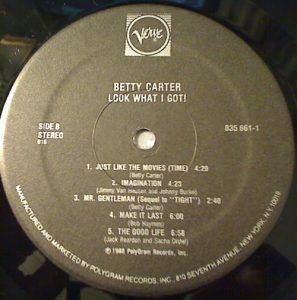 Verve
BETTY CARTER
LOOK WHAT I GOT!
SIDE B
STEREO
835 661-1
1. JUST LIKE THE MOVIES (TIME) 4:29
(Betty Carter)
2. IMAGINATION 4:23
(Jimmy Van Heusen and Johnny Burke)
3. MR. GENTLEMAN (Sequel to "TIGHT") 2:40
(Betty Carter)
4. MAKE IT LAST 6:00
(Bob Haymes)
5. THE GOOD LIFE 6:58
(Jack Reardon and Sacha Distel)
℗1988 PolyGram Records, Inc.
MANUFACTURED AND MARKETED BY POLYGRAM RECORDS, INC., 810 SEVENTH AVENUE, NEW YORK, N.Y. 10019